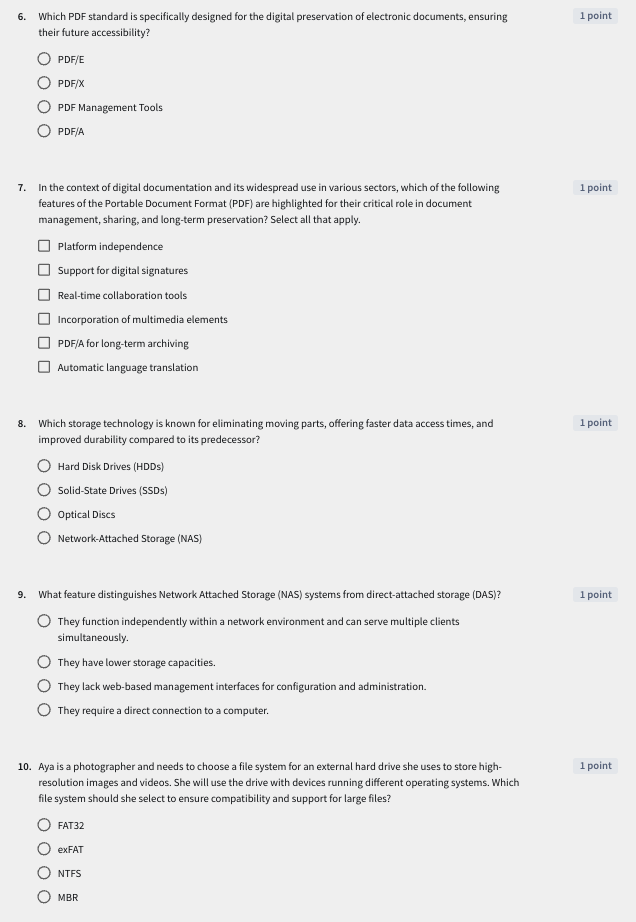 6. Which PDF standard is specifically designed for the digital preservation of electronic documents, ensuring 1 point
their future accessibility?
PDF/E
PDF/X
PDF Management Tools
PDF/A
7. In the context of digital documentation and its widespread use in various sectors, which of the following 1 point
features of the Portable Document Format (PDF) are highlighted for their critical role in document
management, sharing, and long-term preservation? Select all that apply.
Platform independence
Support for digital signatures
Real-time collaboration tools
Incorporation of multimedia elements
PDF/A for long-term archiving
Automatic language translation
8. Which storage technology is known for eliminating moving parts, offering faster data access times, and 1 point
improved durability compared to its predecessor?
Hard Disk Drives (HDDs)
Solid-State Drives (SSDs)
Optical Discs
Network-Attached Storage (NAS)
9. What feature distinguishes Network Attached Storage (NAS) systems from direct-attached storage (DAS)? 1 point
They function independently within a network environment and can serve multiple clients
simultaneously.
They have lower storage capacities.
They lack web-based management interfaces for configuration and administration.
They require a direct connection to a computer.
10. Aya is a photographer and needs to choose a file system for an external hard drive she uses to store high- 1 point
resolution images and videos. She will use the drive with devices running different operating systems. Which
file system should she select to ensure compatibility and support for large files?
FAT32
exFAT
NTFS
MBR